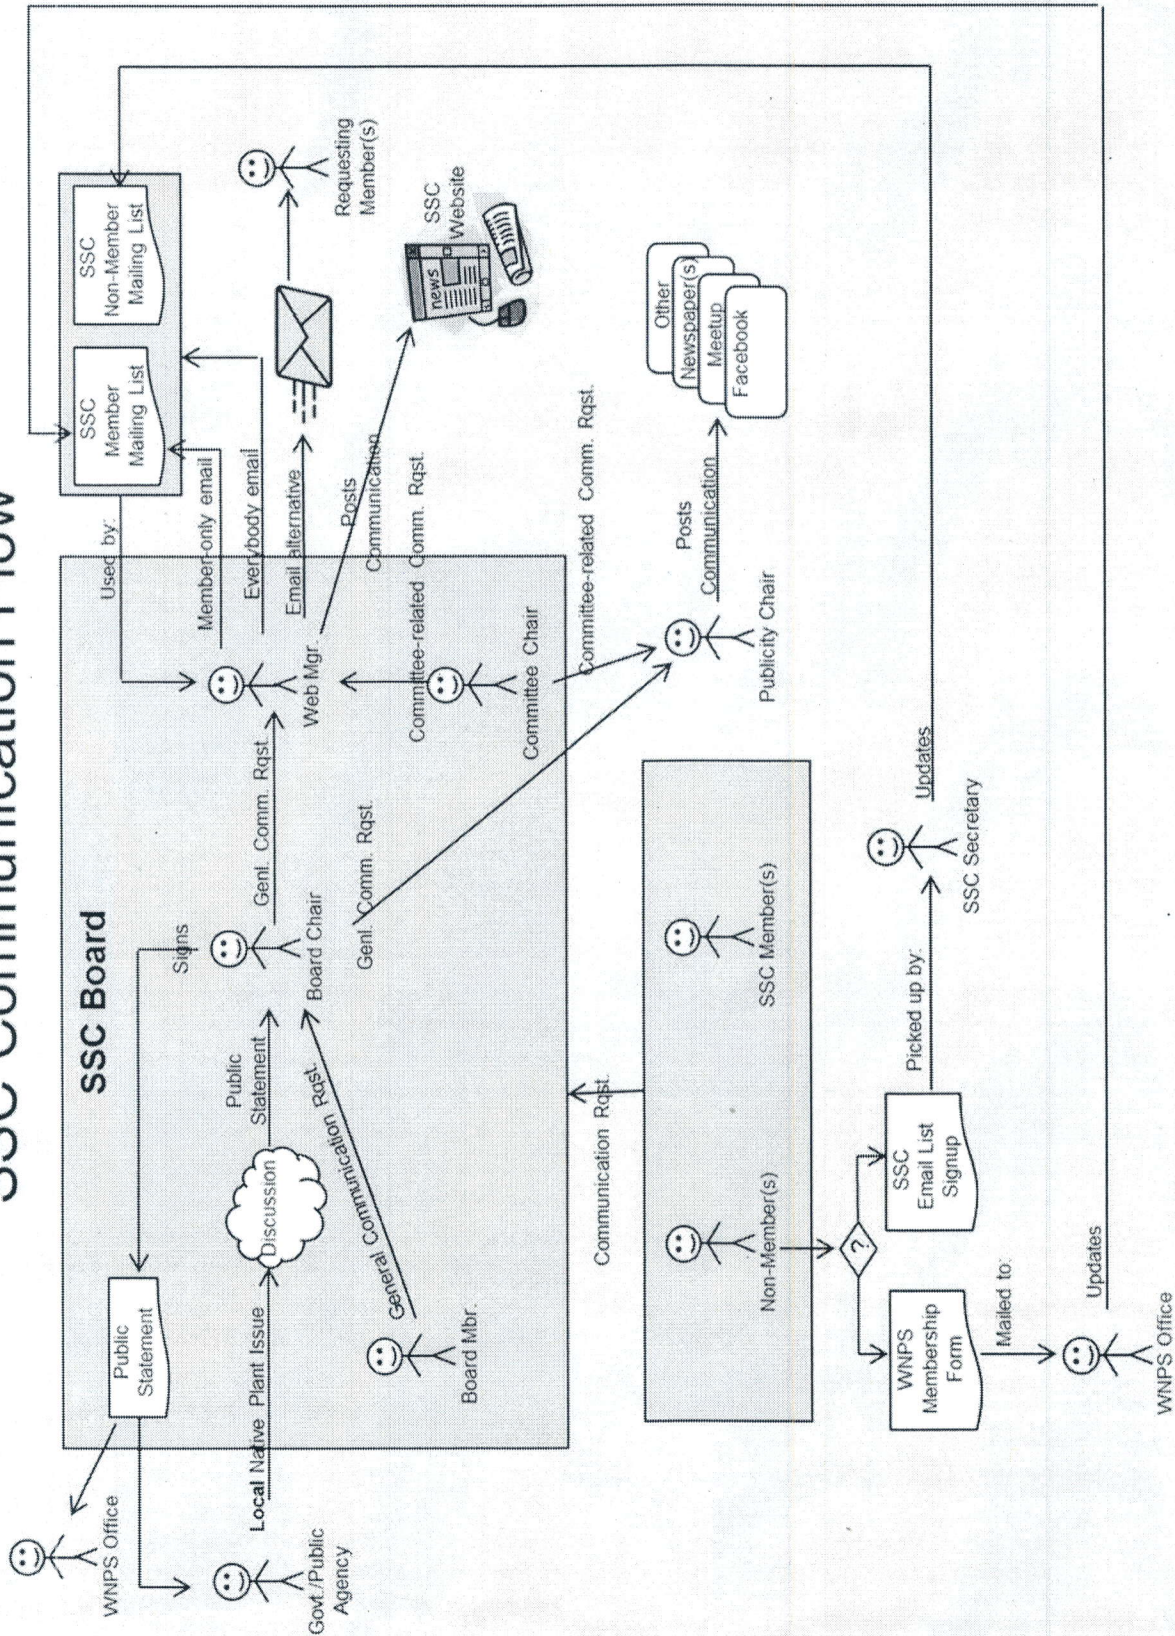 SSC Communication Flow
SSC Board
WNPS Office
Govt./Public
Agency
Public
Statement
Signs
Local Native Plant Issue
Discussion
Public
Statement
Board Chair
General Communication Rqst.
Board Mbr.
Genl. Comm. Rqst.
Genl. Comm. Rqst.
Web Mgr.
Used by:
Member-only email
Everybody email
Email alternative
SSC
Member
Mailing List
SSC
Non-Member
Mailing List
Requesting
Member(s)
Posts
Communication
news
SSC
Website
Committee-related Comm. Rqst.
Committee Chair
Committee-related Comm. Rqst.
Publicity Chair
Posts
Communication
Other
Newspaper(s)
Meetup
Facebook
Communication Rqst.
Non-Member(s)
SSC Member(s)
?
WNPS
Membership
Form
SSC
Email List
Signup
Mailed to:
WNPS Office
Updates
Picked up by:
SSC Secretary
Updates